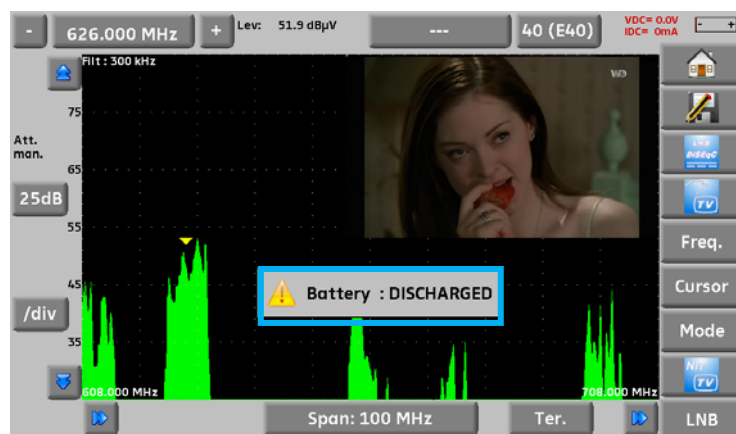 - 626.000 MHz + Lev: 51.9 dBµV --- 40 (E40) VDC= 0.0V
IDC= 0mA
- +
Filt : 300 kHz
W9
75
Att.
man.
65
25dB
55
45
/div
35
Battery : DISCHARGED
LNB
DiSEqC
TV
Freq.
Cursor
Mode
NIT
TV
608.000 MHz 708.000 MHz
Span: 100 MHz Ter. LNB